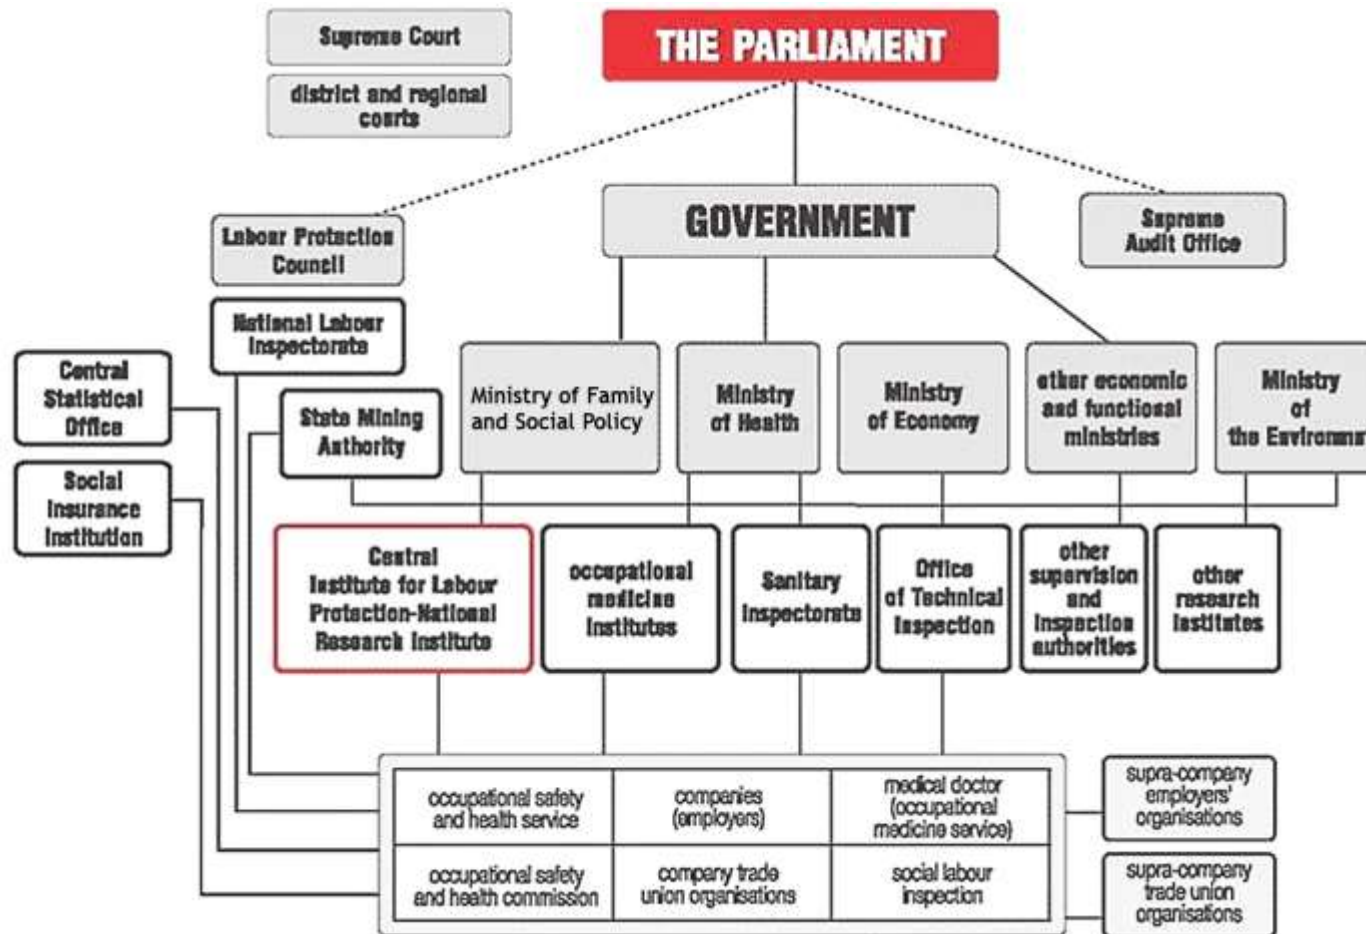 Supreme Court
THE PARLIAMENT
district and regional
courts
GOVERNMENT
Labour Protection
Council
Supreme
Audit Office
National Labour
Inspectorate
Central
Statistical
Office
State Mining
Authority
Ministry of Family
and Social Policy
Ministry
of Health
Ministry
of Economy
other economic
and functional
ministries
Ministry
of
the Environm
Social
Insurance
Institution
Central
Institute for Labour
Protection-National
Research Institute
occupational
medicine
institutes
Sanitary
Inspectorate
Office
of Technical
Inspection
other
supervision
and
inspection
authorities
other
research
institutes
occupational safety
and health service
companies
(employers)
medical doctor
(occupational
medicine service)
supra-company
employers'
organisations
occupational safety
and health commission
company trade
union organisations
social labour
inspection
supra-company
trade union
organisations